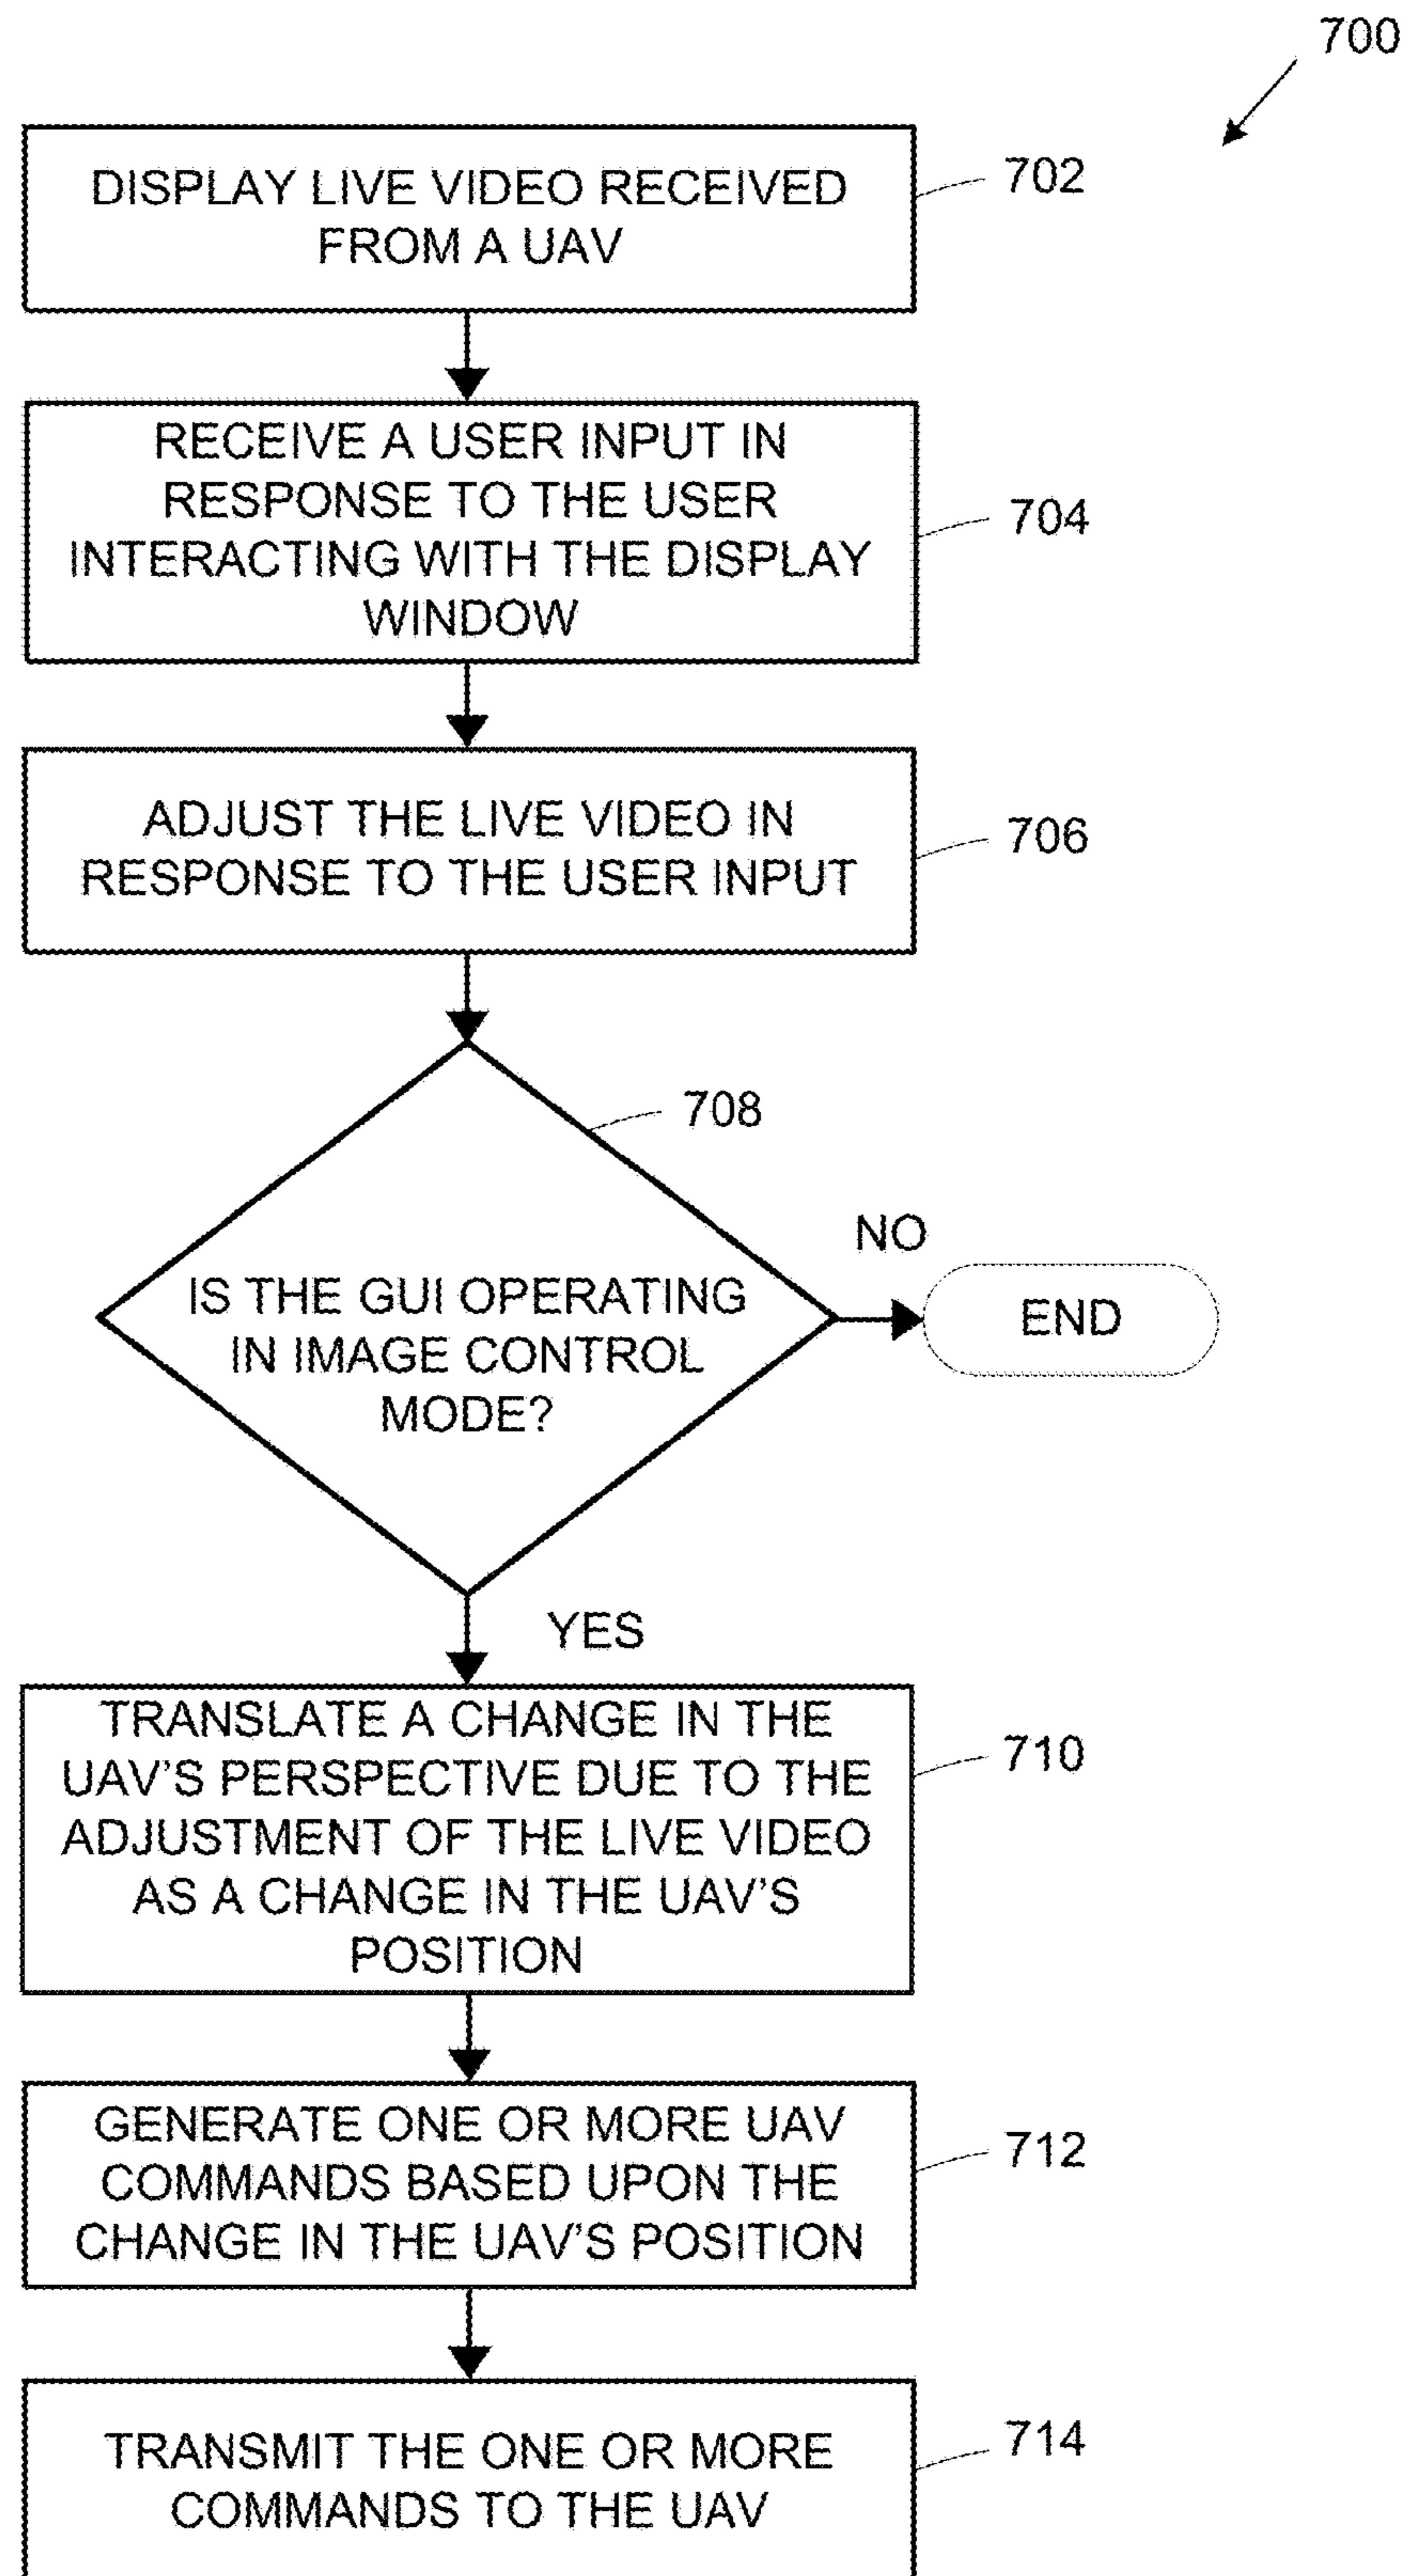 700
DISPLAY LIVE VIDEO RECEIVED
FROM A UAV
702
RECEIVE A USER INPUT IN
RESPONSE TO THE USER
INTERACTING WITH THE DISPLAY
WINDOW
704
ADJUST THE LIVE VIDEO IN
RESPONSE TO THE USER INPUT
706
708
IS THE GUI OPERATING
IN IMAGE CONTROL
MODE?
NO
END
YES
TRANSLATE A CHANGE IN THE
UAV'S PERSPECTIVE DUE TO THE
ADJUSTMENT OF THE LIVE VIDEO
AS A CHANGE IN THE UAV'S
POSITION
710
GENERATE ONE OR MORE UAV
COMMANDS BASED UPON THE
CHANGE IN THE UAV'S POSITION
712
TRANSMIT THE ONE OR MORE
COMMANDS TO THE UAV
714